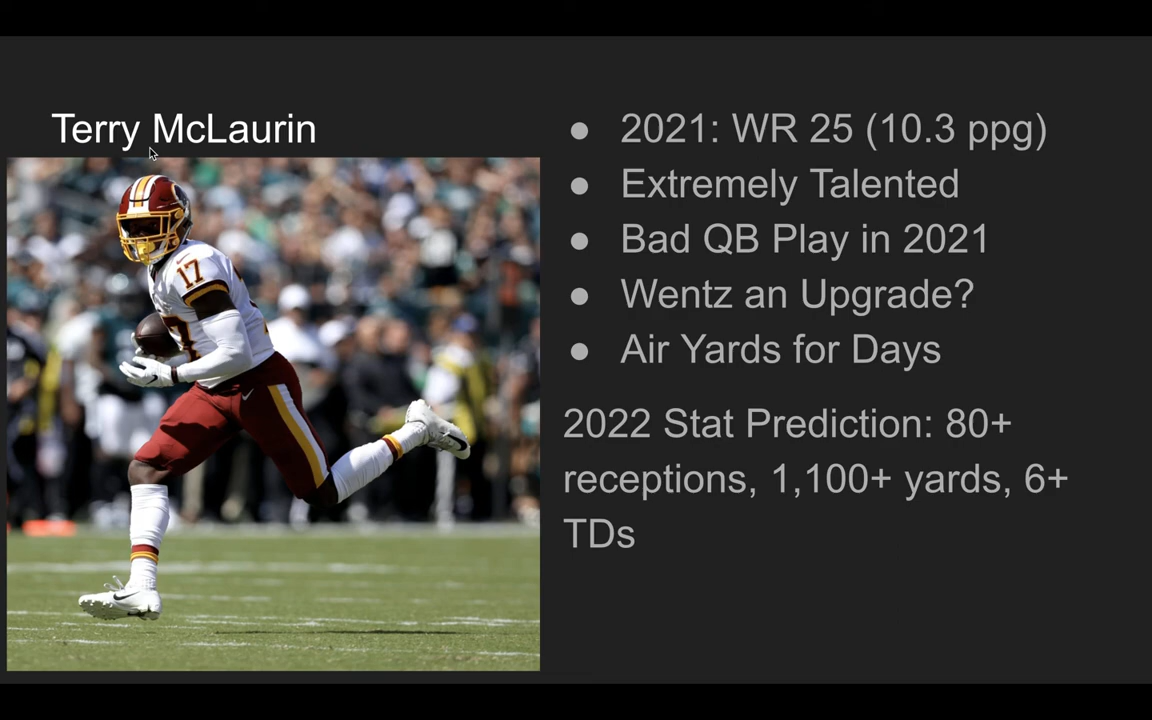 Terry McLaurin
● 2021: WR 25 (10.3 ppg)
● Extremely Talented
● Bad QB Play in 2021
● Wentz an Upgrade?
● Air Yards for Days
2022 Stat Prediction: 80+
receptions, 1,100+ yards, 6+
TDs
17